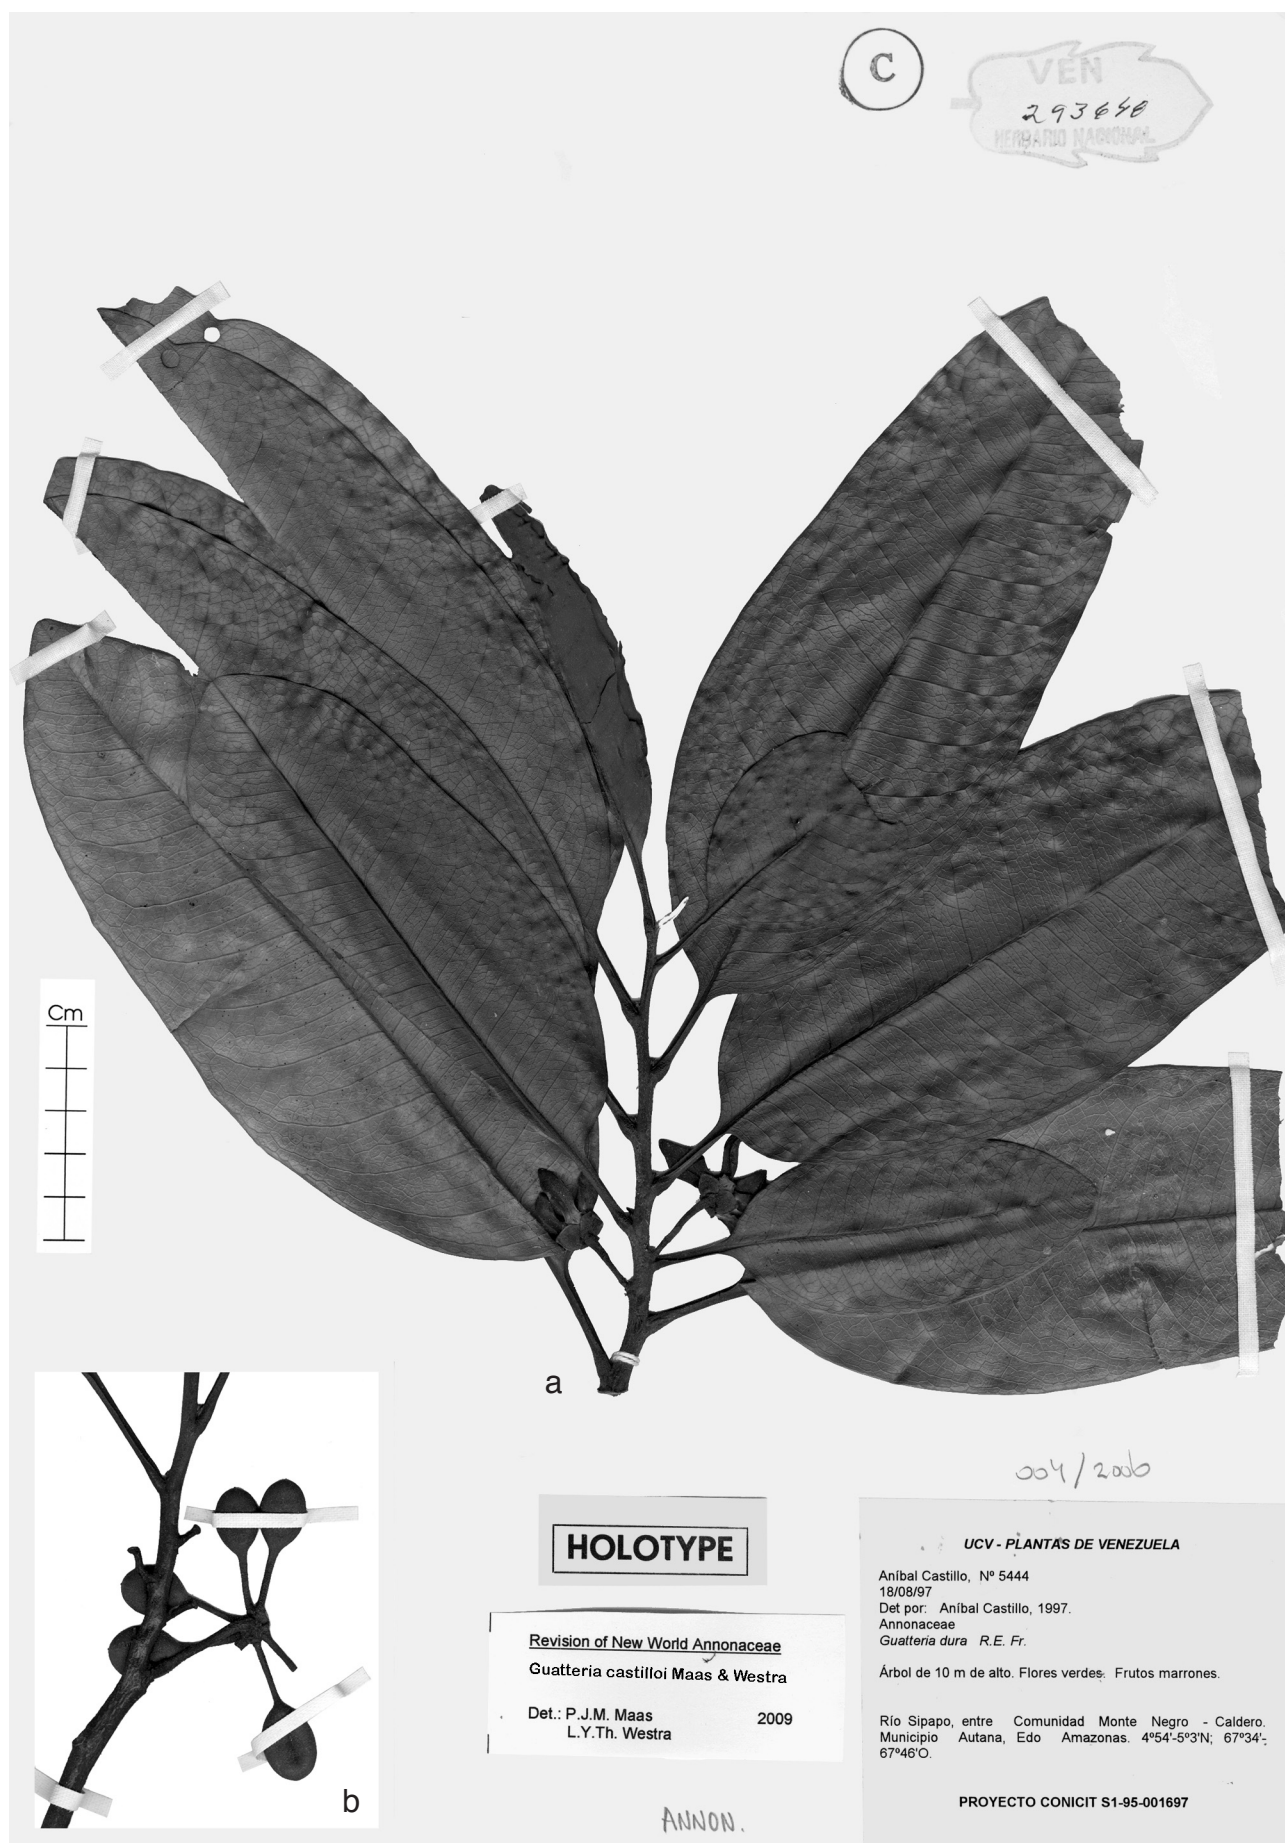 C
VEN
293648
HERBARIO NACIONAL
Cm
a
b
004/2006
HOLOTYPE
Revision of New World Annonaceae
Guatteria castilloi Maas & Westra
Det.: P.J.M. Maas 2009
L.Y.Th. Westra
ANNON.
UCV - PLANTAS DE VENEZUELA
Aníbal Castillo, Nº 5444
18/08/97
Det por: Aníbal Castillo, 1997.
Annonaceae
Guatteria dura R.E. Fr.
Árbol de 10 m de alto. Flores verdes. Frutos marrones.
Río Sipapo, entre Comunidad Monte Negro - Caldero.
Municipio Autana, Edo Amazonas. 4º54'-5º3'N; 67º34'-
67º46'O.
PROYECTO CONICIT S1-95-001697